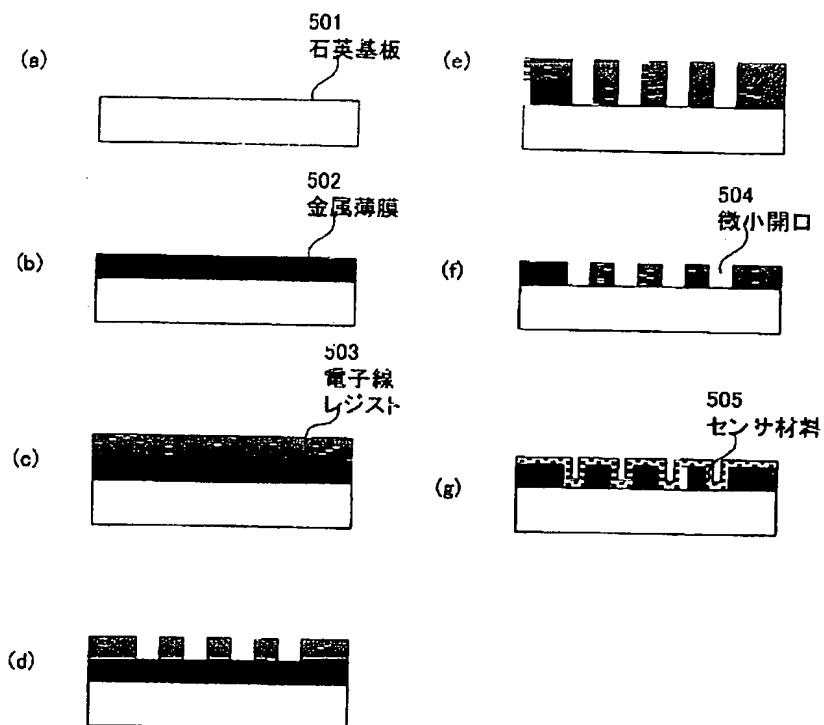 (a)
501
石英基板
(b)
502
金属薄膜
(c)
503
電子線
レジスト
(d)
(e)
(f)
504
微小開口
(g)
505
センサ材料